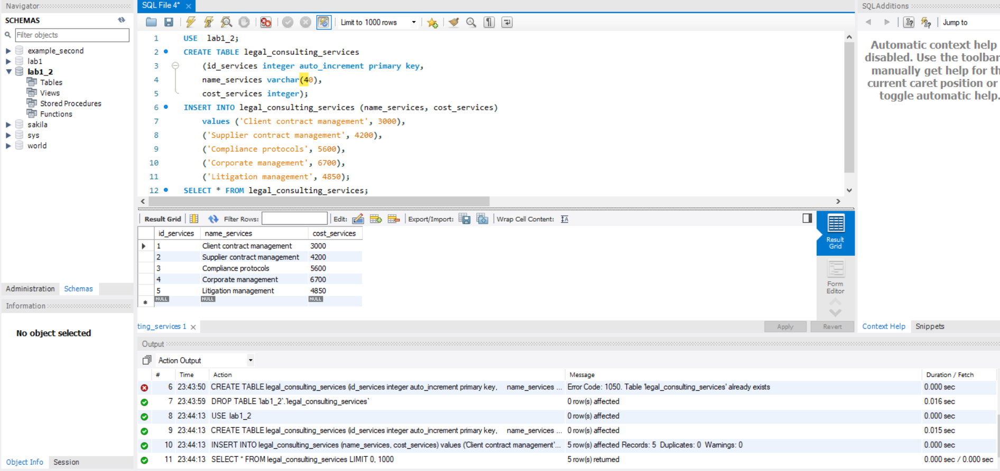 Navigator
SCHEMAS
Filter objects
example_second
lab1
lab1_2
Tables
Views
Stored Procedures
Functions
sakila
sys
world
Administration Schemas
Information
No object selected
Object Info Session
SQL File 4* ×
Limit to 1000 rows
1 USE lab1_2;
2 CREATE TABLE legal_consulting_services
3 (id_services integer auto_increment primary key,
4 name_services varchar(40),
5 cost_services integer);
6 INSERT INTO legal_consulting_services (name_services, cost_services)
7 values ('Client contract management', 3000),
8 ('Supplier contract management', 4200),
9 ('Compliance protocols', 5600),
10 ('Corporate management', 6700),
11 ('Litigation management', 4850);
12 SELECT * FROM legal_consulting_services;
Result Grid Filter Rows: Edit: Export/Import: Wrap Cell Content:
id_services name_services cost_services
1 Client contract management 3000
2 Supplier contract management 4200
3 Compliance protocols 5600
4 Corporate management 6700
5 Litigation management 4850
NULL NULL NULL
Result
Grid
Form
Editor
ting_services 1 ×
Apply Revert
Output
Action Output
# Time Action Message Duration / Fetch
6 23:43:50 CREATE TABLE legal_consulting_services (id_services integer auto_increment primary key, name_services ... Error Code: 1050. Table 'legal_consulting_services' already exists 0.000 sec
7 23:43:59 DROP TABLE `lab1_2`.`legal_consulting_services` 0 row(s) affected 0.016 sec
8 23:44:13 USE lab1_2 0 row(s) affected 0.000 sec
9 23:44:13 CREATE TABLE legal_consulting_services (id_services integer auto_increment primary key, name_services ... 0 row(s) affected 0.015 sec
10 23:44:13 INSERT INTO legal_consulting_services (name_services, cost_services) values ('Client contract management'... 5 row(s) affected Records: 5 Duplicates: 0 Warnings: 0 0.000 sec
11 23:44:13 SELECT * FROM legal_consulting_services LIMIT 0, 1000 5 row(s) returned 0.000 sec / 0.000 sec
SQLAdditions
Jump to
Automatic context help
disabled. Use the toolbar
manually get help for th
current caret position or
toggle automatic help.
Context Help Snippets